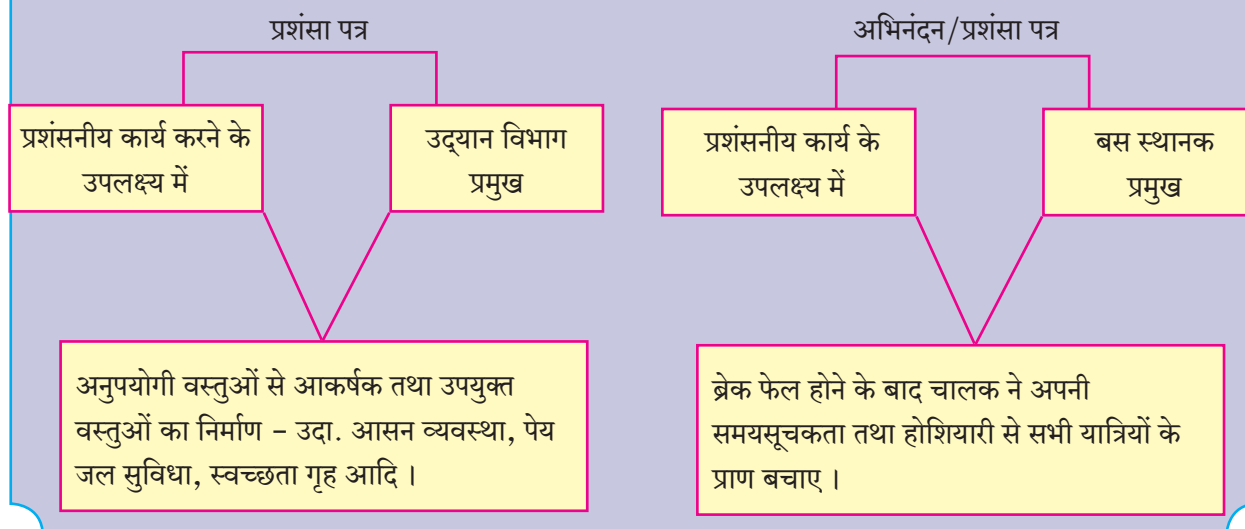 प्रशंसा पत्र
प्रशंसनीय कार्य करने के
उपलक्ष्य में
उद्‌यान विभाग
प्रमुख
अनुपयोगी वस्तुओं से आकर्षक तथा उपयुक्त
वस्तुओं का निर्माण – उदा. आसन व्यवस्था, पेय
जल सुविधा, स्वच्छता गृह आदि ।
अभिनंदन/प्रशंसा पत्र
प्रशंसनीय कार्य के
उपलक्ष्य में
बस स्थानक
प्रमुख
ब्रेक फेल होने के बाद चालक ने अपनी
समयसूचकता तथा होशियारी से सभी यात्रियों के
प्राण बचाए ।